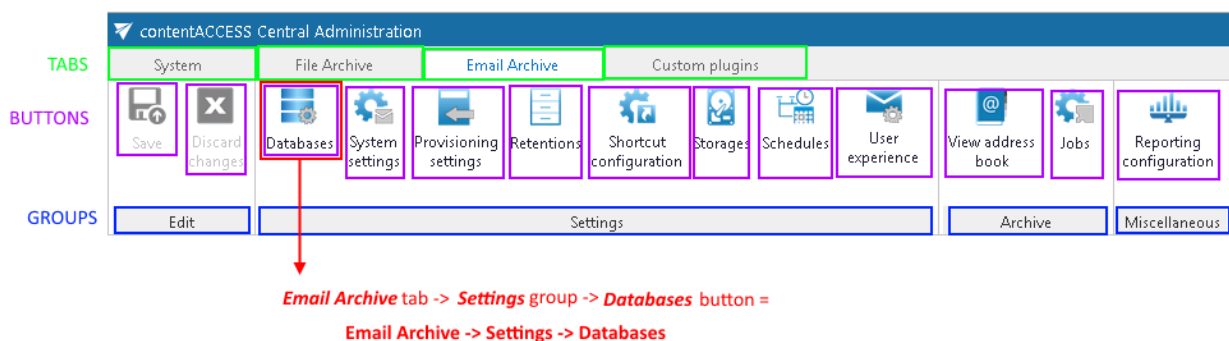 contentACCESS Central Administration
TABS System File Archive Email Archive Custom plugins
BUTTONS
Save
Discard
changes
Databases
System
settings
Provisioning
settings
Retentions
Shortcut
configuration
Storages
Schedules
User
experience
@
View address
book
Jobs
Reporting
configuration
GROUPS Edit Settings Archive Miscellaneous
Email Archive tab -> Settings group -> Databases button =
Email Archive -> Settings -> Databases